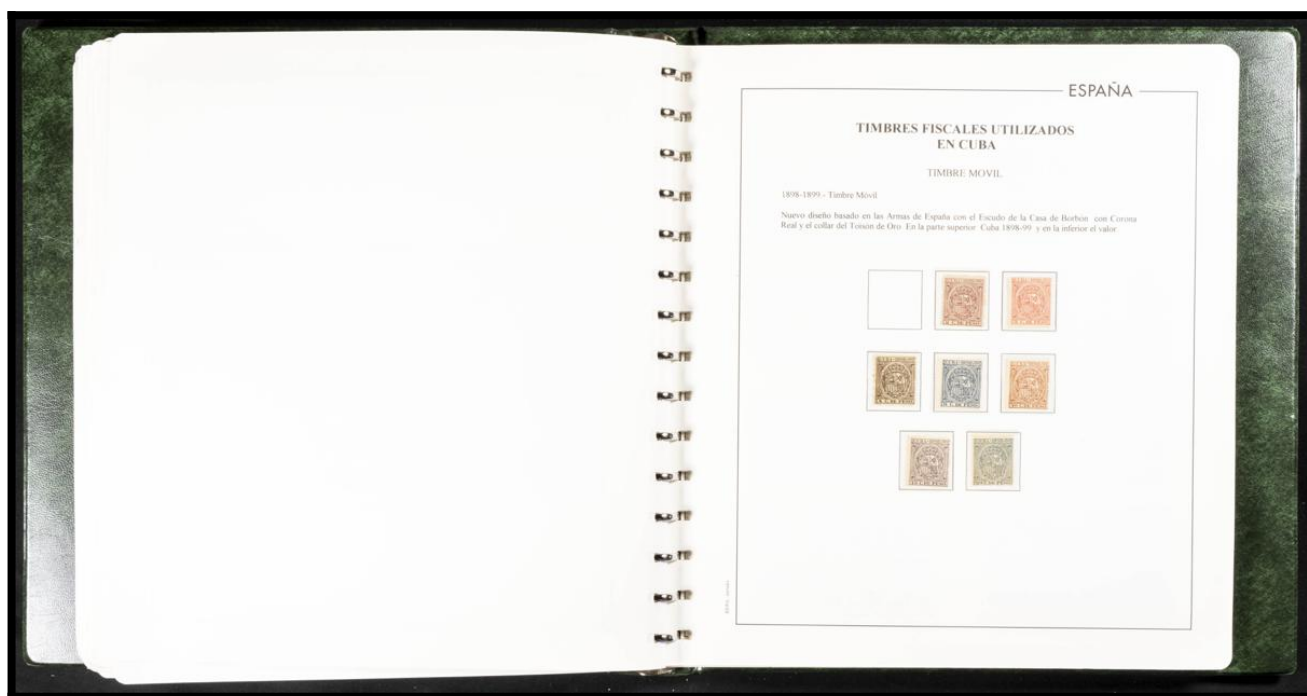 ESPAÑA
TIMBRES FISCALES UTILIZADOS
EN CUBA
TIMBRE MOVIL
1898-1899 - Timbre Móvil
Nuevo diseño basado en las Armas de España con el Escudo de la Casa de Borbon con Corona
Real y el collar del Toisón de Oro En la parte superior Cuba 1898-99 y en la inferior el valor